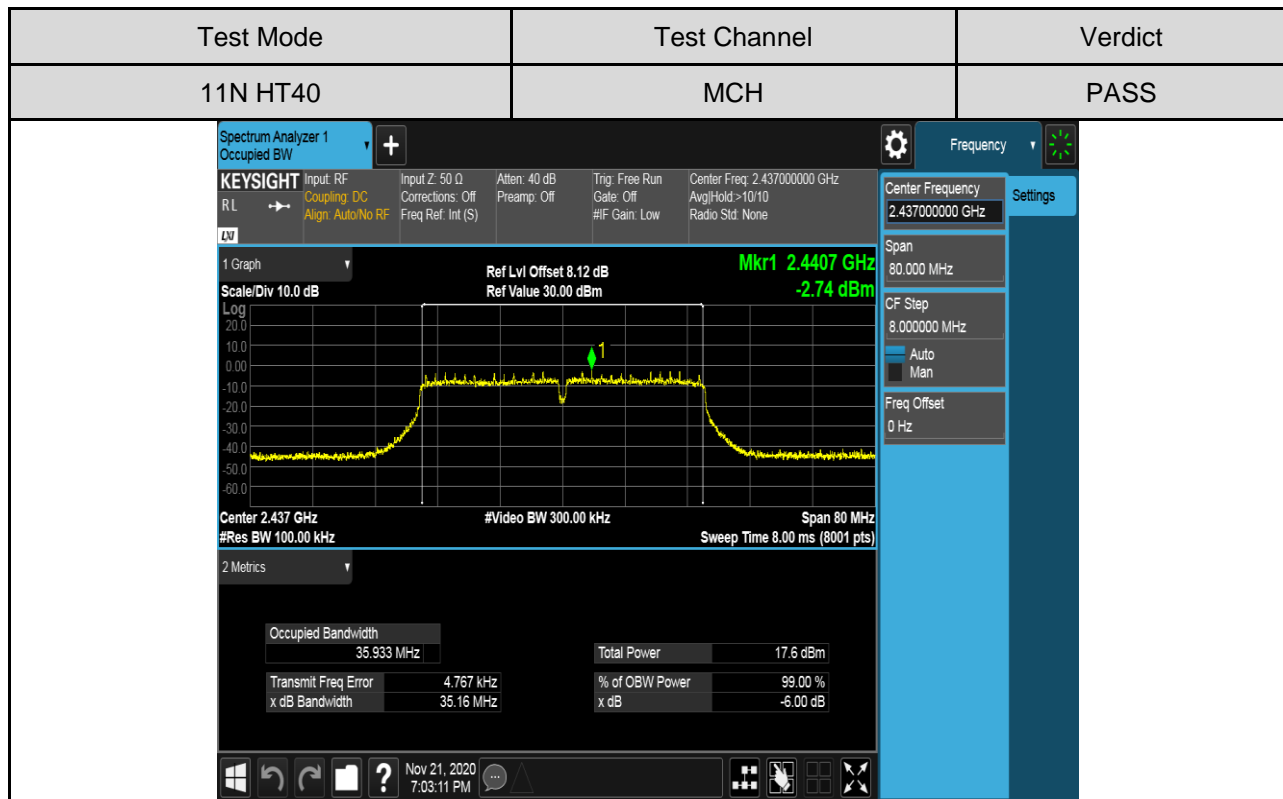 Test Mode Test Channel Verdict
11N HT40 MCH PASS
Spectrum Analyzer 1
Occupied BW
+
Frequency
KEYSIGHT Input: RF Input Z: 50 Ω Atten: 40 dB Trig: Free Run Center Freq: 2.437000000 GHz
RL Coupling: DC Corrections: Off Preamp: Off Gate: Off Avg|Hold:>10/10
Align: Auto/No RF Freq Ref: Int (S) #IF Gain: Low Radio Std: None
LXI
Center Frequency
2.437000000 GHz
Settings
Span
80.000 MHz
CF Step
8.000000 MHz
Auto
Man
Freq Offset
0 Hz
1 Graph
Ref Lvl Offset 8.12 dB Mkr1 2.4407 GHz
Scale/Div 10.0 dB Ref Value 30.00 dBm -2.74 dBm
Log
20.0
10.0
0.00
-10.0
-20.0
-30.0
-40.0
-50.0
-60.0
1
Center 2.437 GHz #Video BW 300.00 kHz Span 80 MHz
#Res BW 100.00 kHz Sweep Time 8.00 ms (8001 pts)
2 Metrics
Occupied Bandwidth
35.933 MHz Total Power 17.6 dBm
Transmit Freq Error 4.767 kHz % of OBW Power 99.00 %
x dB Bandwidth 35.16 MHz x dB -6.00 dB
? Nov 21, 2020
7:03:11 PM